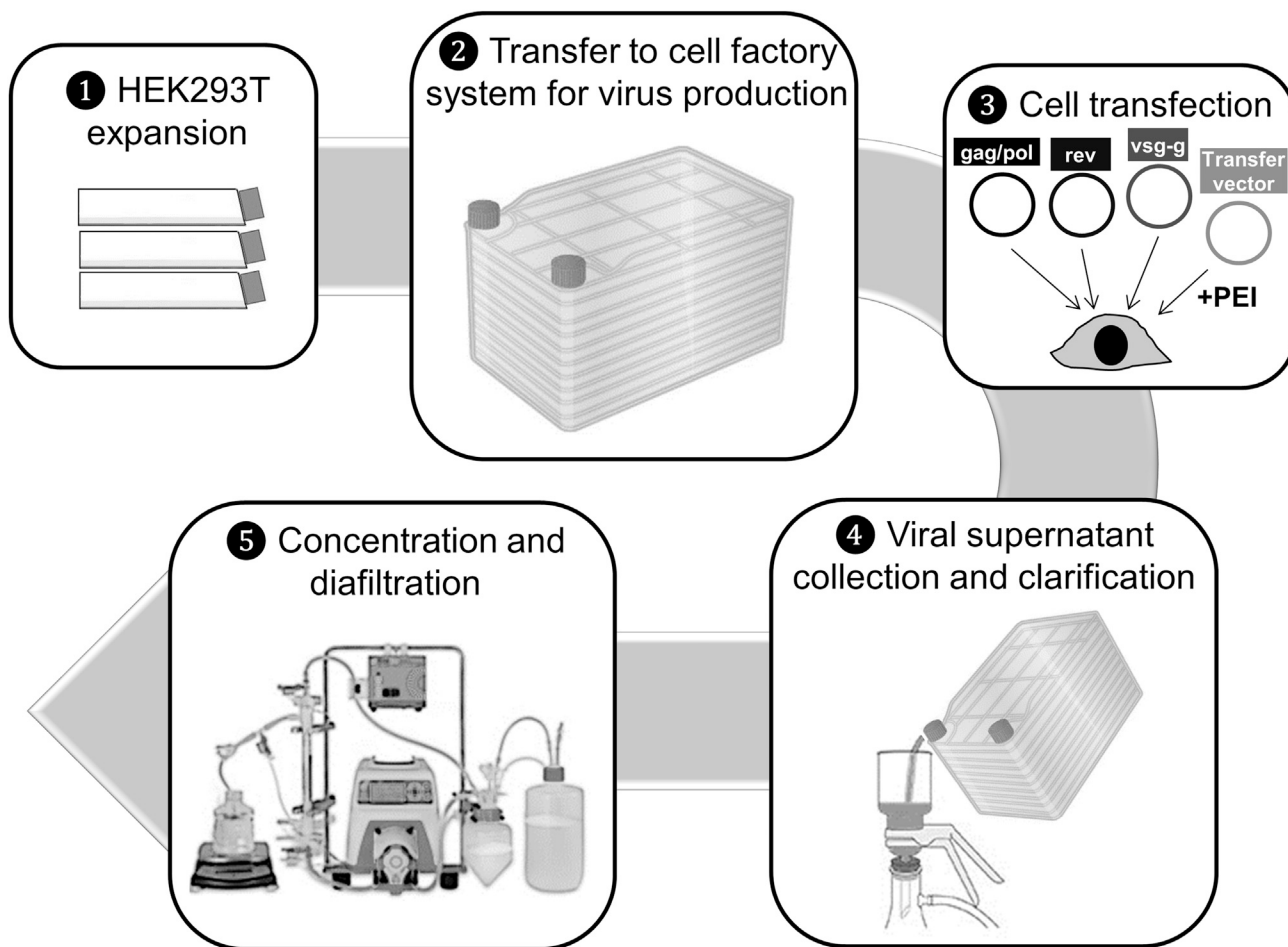 ❶ HEK293T
expansion
❷ Transfer to cell factory
system for virus production
❸ Cell transfection
gag/pol
rev
vsg-g
Transfer
vector
+PEI
❹ Viral supernatant
collection and clarification
❺ Concentration and
diafiltration